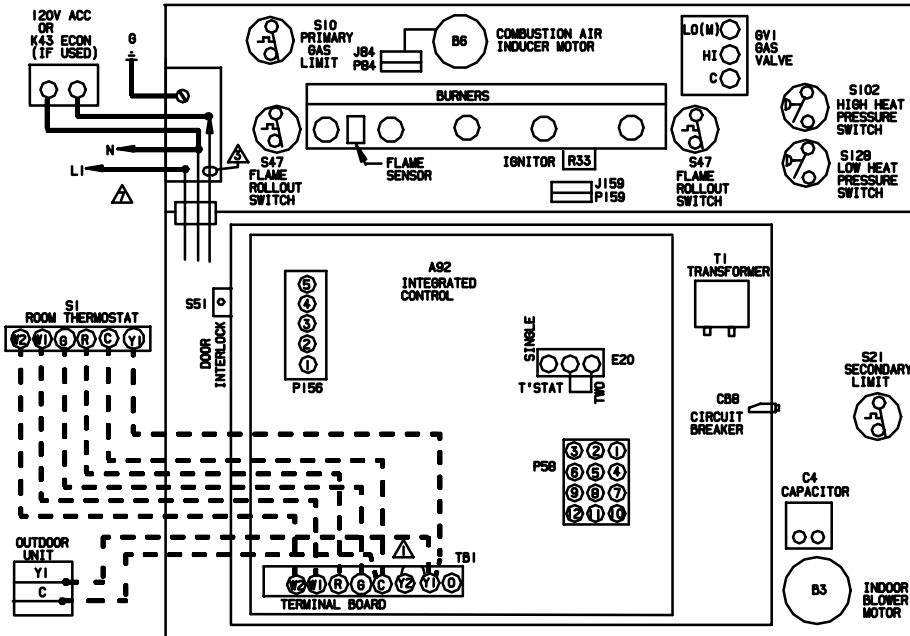 120V ACC
OR
K43 ECON
(IF USED)
G
S10
PRIMARY
GAS
LIMIT
J84
P84
B6
COMBUSTION AIR
INDUCER MOTOR
LO(M)
HI
C
GV1
GAS
VALVE
BURNERS
S102
HIGH HEAT
PRESSURE
SWITCH
N
L1
3
7
S47
FLAME
ROLLOUT
SWITCH
FLAME
SENSOR
IGNITOR
R33
J159
P159
S47
FLAME
ROLLOUT
SWITCH
S128
LOW HEAT
PRESSURE
SWITCH
A92
INTEGRATED
CONTROL
T1
TRANSFORMER
S1
ROOM THERMOSTAT
W2 W1 G R C Y1
S51
DOOR
INTERLOCK
5
4
3
2
1
P156
SINGLE
E20
T'STAT
TWO
CB8
CIRCUIT
BREAKER
S21
SECONDARY
LIMIT
P58
3 2 1
6 5 4
9 8 7
12 11 10
C4
CAPACITOR
OUTDOOR
UNIT
Y1
C
1
TB1
W2 W1 R G C Y2 Y1 O
TERMINAL BOARD
B3
INDOOR
BLOWER
MOTOR